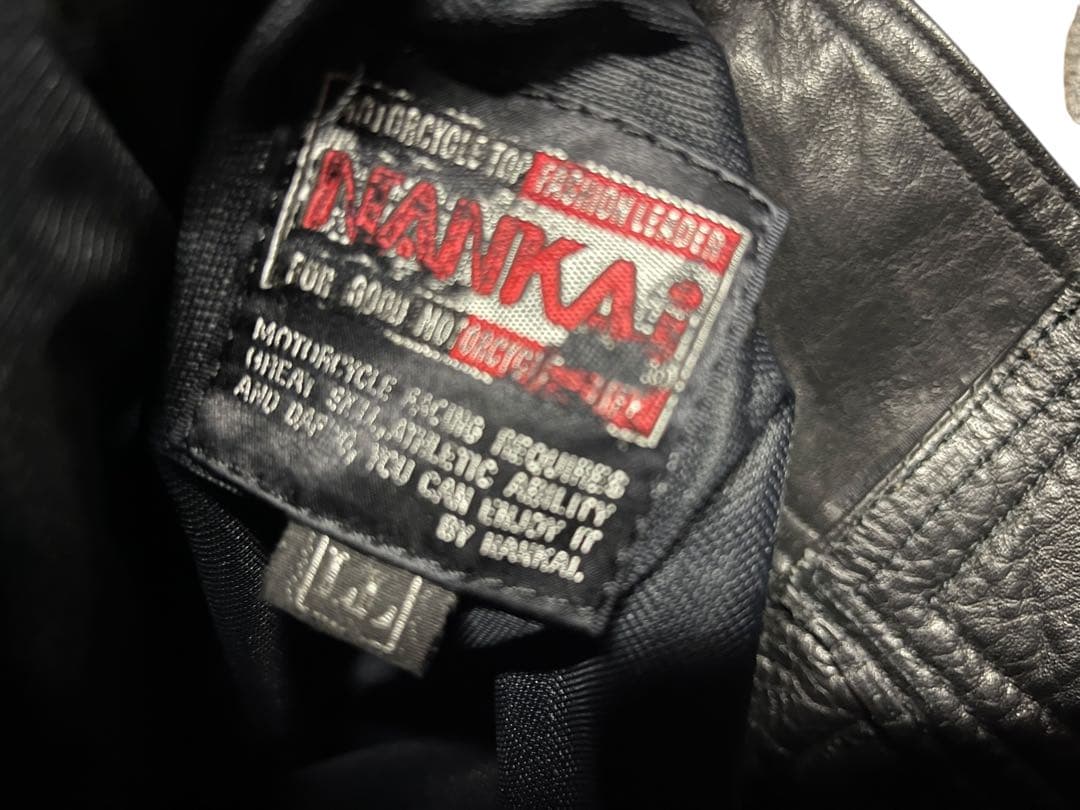 MOTORCYCLE TOP FASHION LEADER
NANKAi
FOR GOOD MOTORCYCLE LIFE
MOTORCYCLE RACING REQUIRES
GREAT SKILL, ATHLETIC ABILITY
AND DARING, YOU CAN ENJOY IT
BY NANKAI.